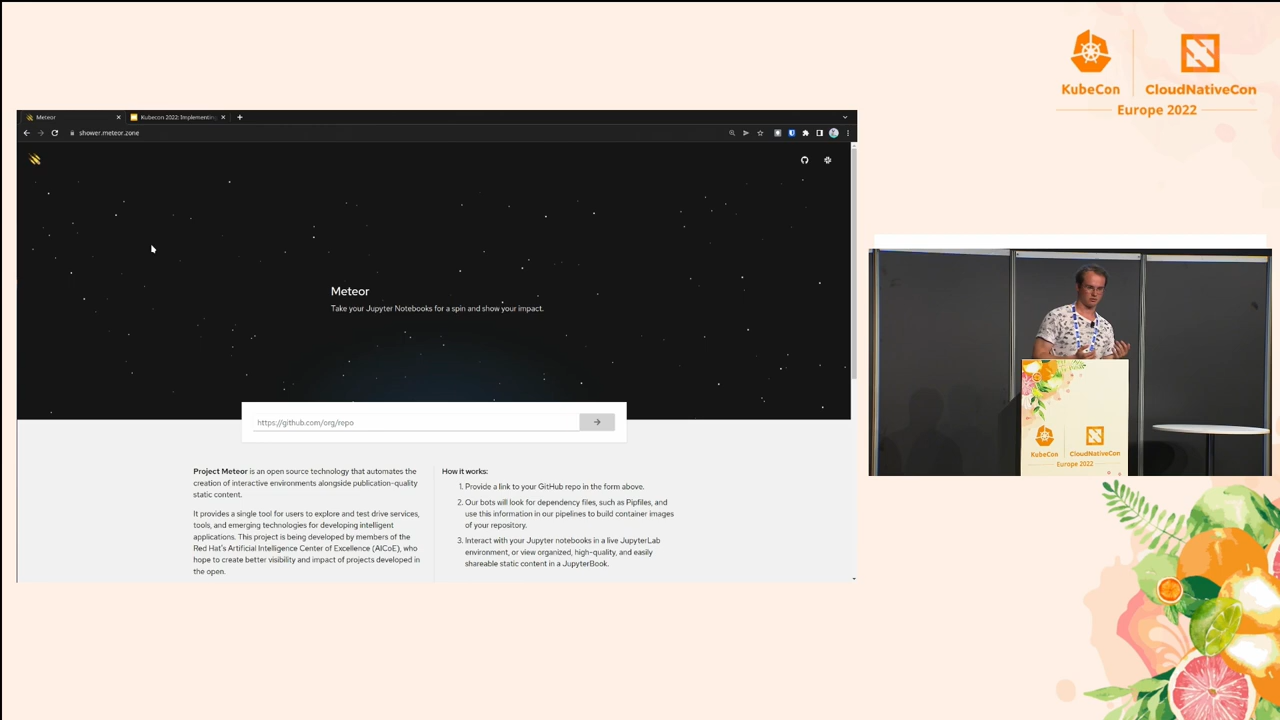 KubeCon
CloudNativeCon
Europe 2022
Meteor
Kubecon 2022: Implementing
shower.meteor.zone
Meteor
Take your Jupyter Notebooks for a spin and show your impact.
https://github.com/org/repo
Project Meteor is an open source technology that automates the
creation of interactive environments alongside publication-quality
static content.
It provides a single tool for users to explore and test drive services,
tools, and emerging technologies for developing intelligent
applications. This project is being developed by members of the
Red Hat's Artificial Intelligence Center of Excellence (AICoE), who
hope to create better visibility and impact of projects developed in
the open.
How it works:
1. Provide a link to your GitHub repo in the form above.
2. Our bots will look for dependency files, such as Pipfiles, and
use this information in our pipelines to build container images
of your repository.
3. Interact with your Jupyter notebooks in a live JupyterLab
environment, or view organized, high-quality, and easily
shareable static content in a JupyterBook.
KubeCon
CloudNativeCon
Europe 2022